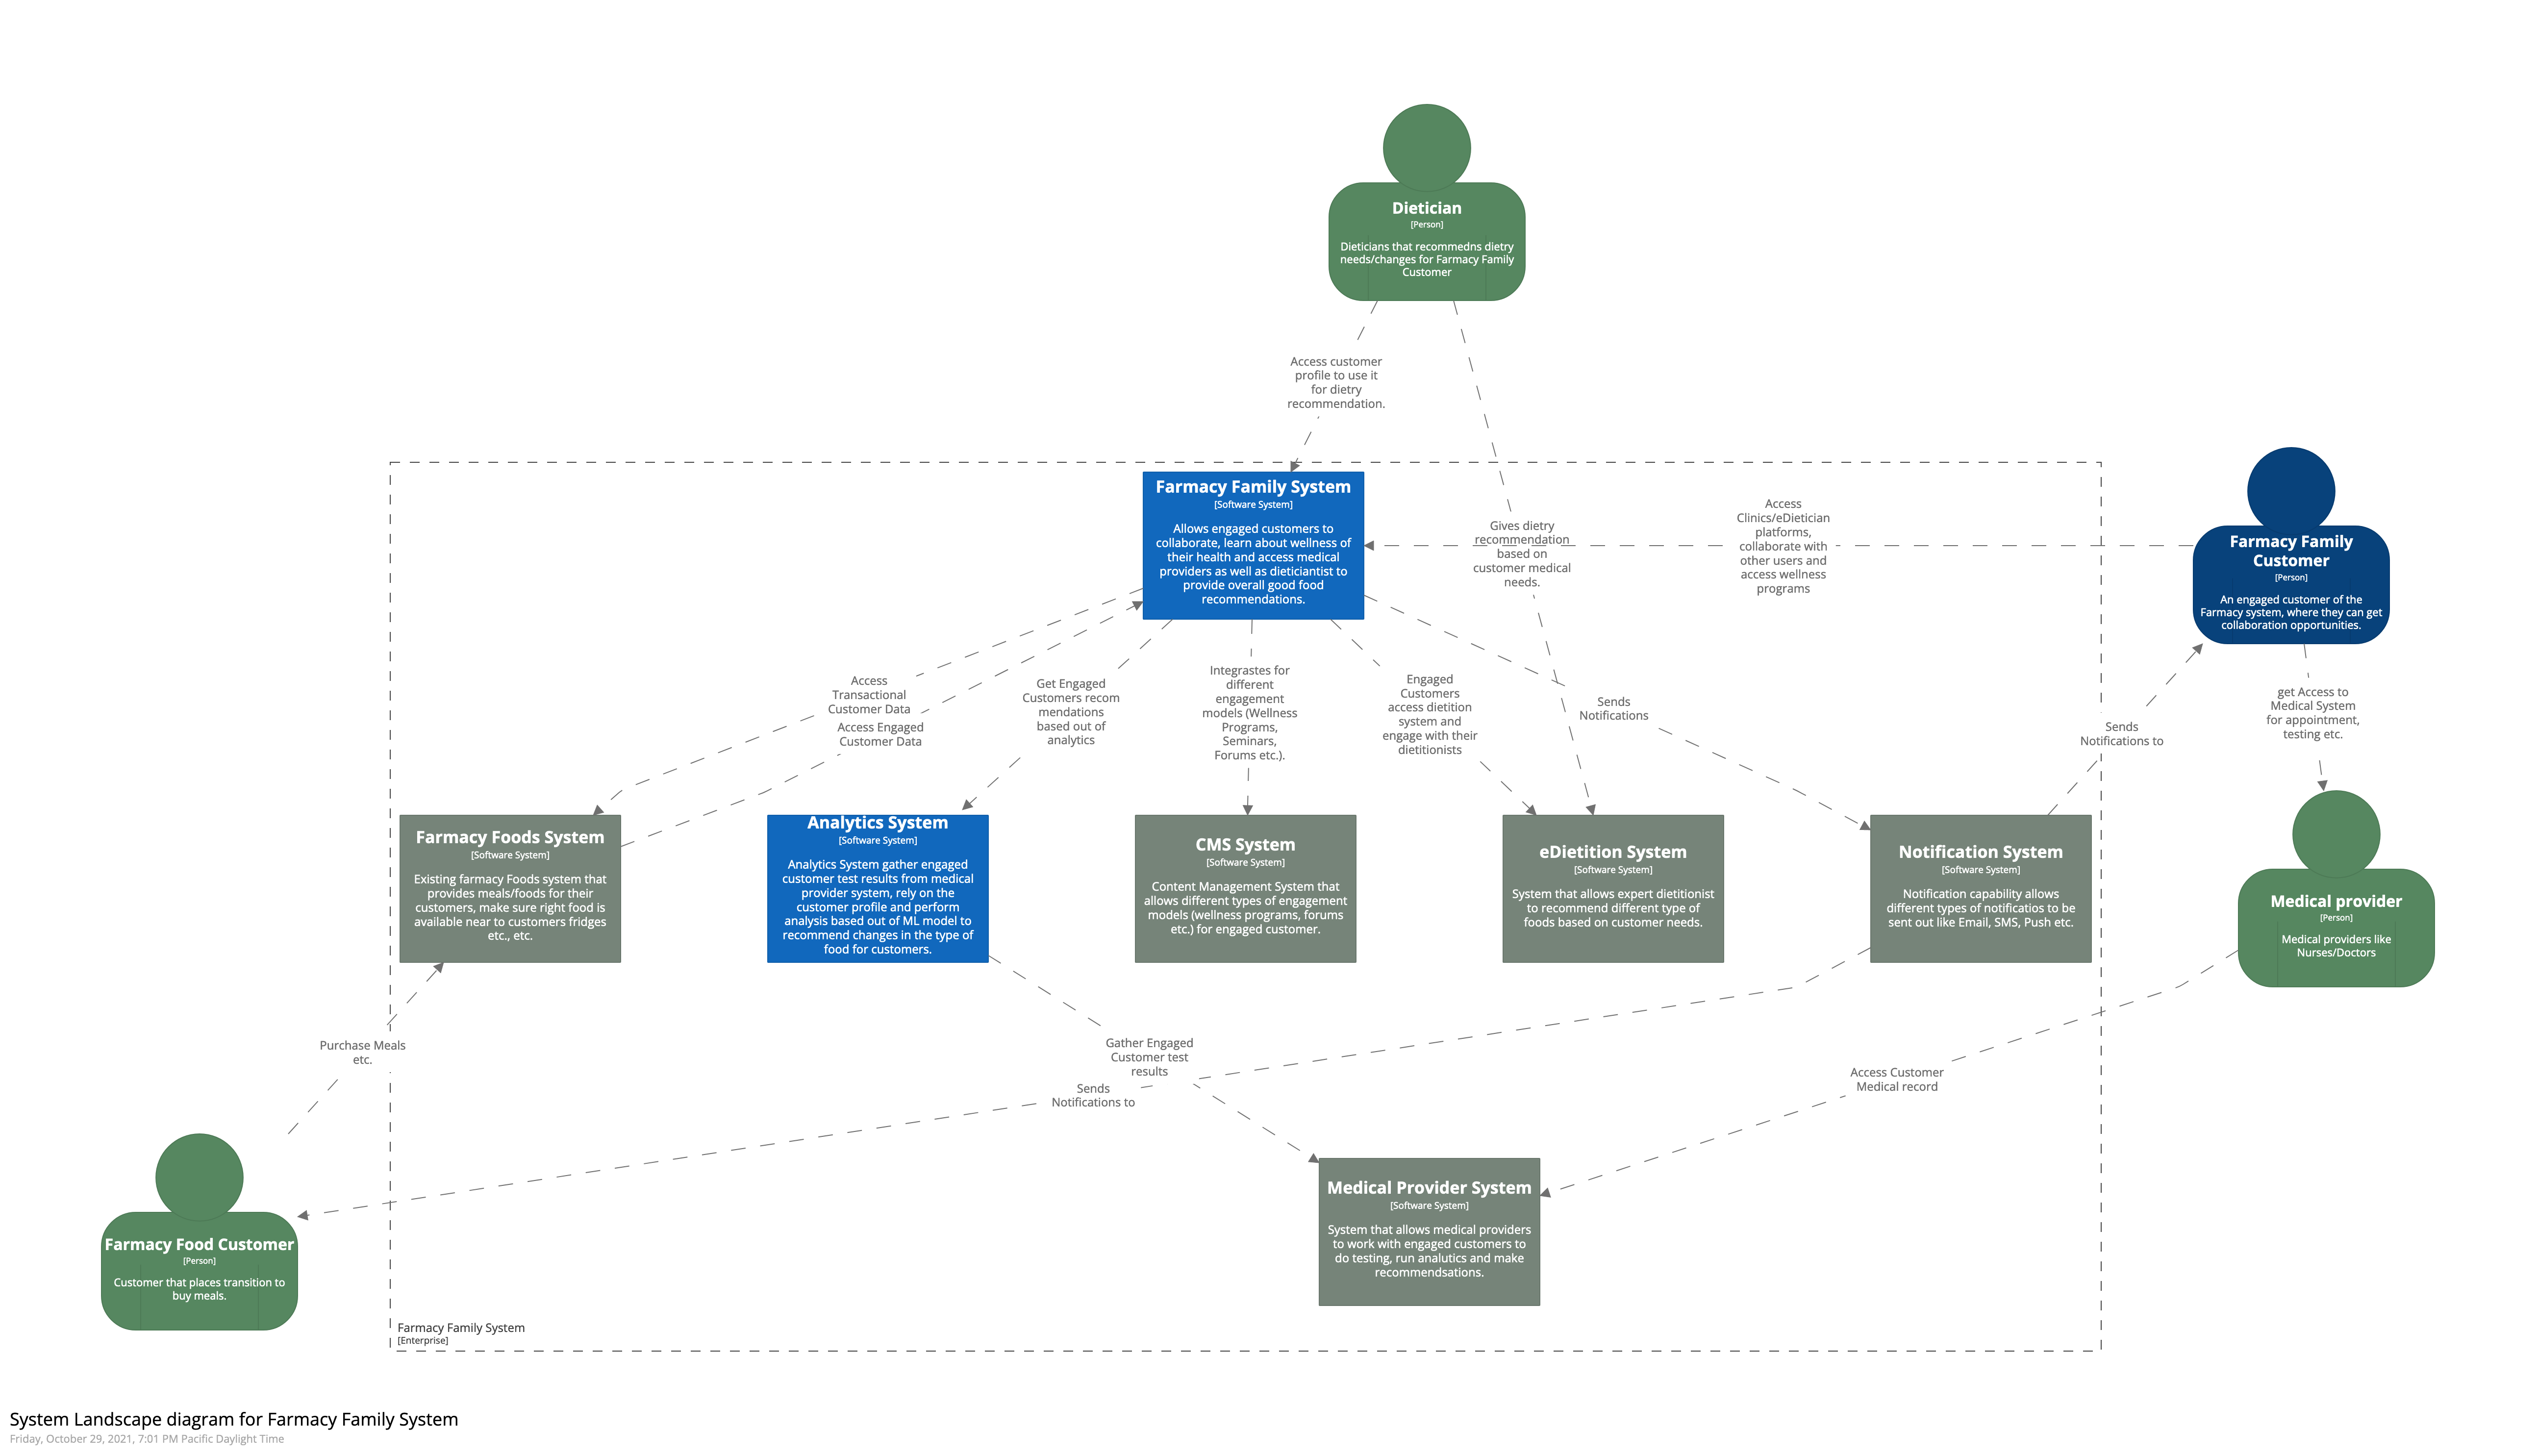 Dietician
[Person]
Dieticians that recommedns dietry
needs/changes for Farmacy Family
Customer
Access customer
profile to use it
for dietry
recommendation.
Farmacy Family System
[Software System]
Allows engaged customers to
collaborate, learn about wellness of
their health and access medical
providers as well as dieticiantist to
provide overall good food
recommendations.
Gives dietry
recommendation
based on
customer medical
needs.
Access
Clinics/eDietician
platforms,
collaborate with
other users and
access wellness
programs
Farmacy Family
Customer
[Person]
An engaged customer of the
Farmacy system, where they can get
collaboration opportunities.
Access
Transactional
Customer Data
Access Engaged
Customer Data
Get Engaged
Customers recom
mendations
based out of
analytics
Integrastes for
different
engagement
models (Wellness
Programs,
Seminars,
Forums etc.).
Engaged
Customers
access dietition
system and
engage with their
dietitionists
Sends
Notifications
Sends
Notifications to
get Access to
Medical System
for appointment,
testing etc.
Farmacy Foods System
[Software System]
Existing farmacy Foods system that
provides meals/foods for their
customers, make sure right food is
available near to customers fridges
etc., etc.
Analytics System
[Software System]
Analytics System gather engaged
customer test results from medical
provider system, rely on the
customer profile and perform
analysis based out of ML model to
recommend changes in the type of
food for customers.
CMS System
[Software System]
Content Management System that
allows different types of engagement
models (wellness programs, forums
etc.) for engaged customer.
eDietition System
[Software System]
System that allows expert dietitionist
to recommend different type of
foods based on customer needs.
Notification System
[Software System]
Notification capability allows
different types of notificatios to be
sent out like Email, SMS, Push etc.
Medical provider
[Person]
Medical providers like
Nurses/Doctors
Purchase Meals
etc.
Gather Engaged
Customer test
results
Sends
Notifications to
Access Customer
Medical record
Farmacy Food Customer
[Person]
Customer that places transition to
buy meals.
Medical Provider System
[Software System]
System that allows medical providers
to work with engaged customers to
do testing, run analutics and make
recommendsations.
Farmacy Family System
[Enterprise]
System Landscape diagram for Farmacy Family System
Friday, October 29, 2021, 7:01 PM Pacific Daylight Time